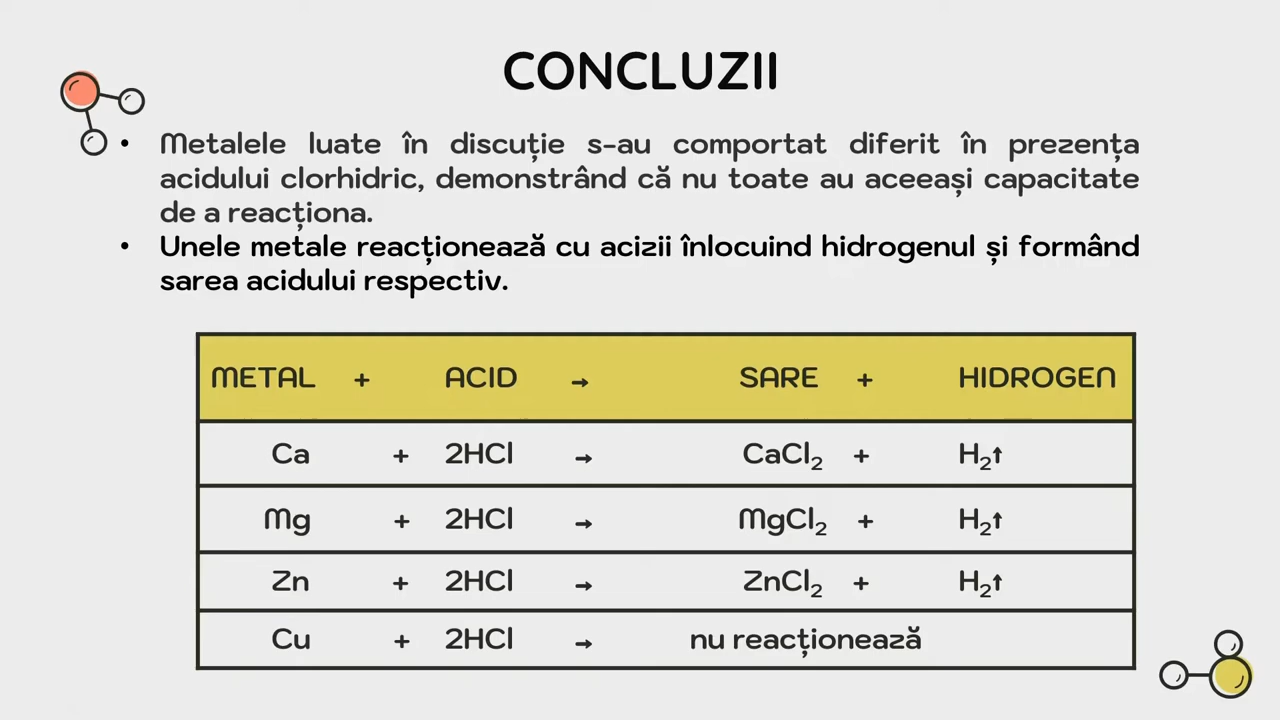 CONCLUZII
• Metalele luate în discuție s-au comportat diferit în prezența
acidului clorhidric, demonstrând că nu toate au aceeași capacitate
de a reacționa.
• Unele metale reacționează cu acizii înlocuind hidrogenul și formând
sarea acidului respectiv.
METAL + ACID → SARE + HIDROGEN
Ca + 2HCl → CaCl₂ + H₂↑
Mg + 2HCl → MgCl₂ + H₂↑
Zn + 2HCl → ZnCl₂ + H₂↑
Cu + 2HCl → nu reacționează